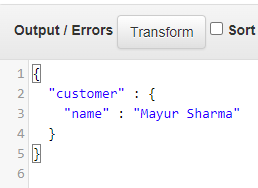 Output / Errors Transform Sort
1 {
2 "customer" : {
3 "name" : "Mayur Sharma"
4 }
5 }
6